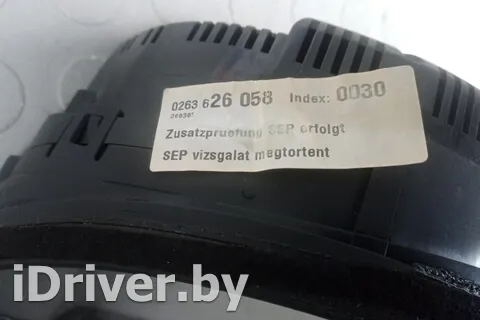 0263 626 058 Index: 0030
Zusatzpruefung SEP erfolgt
SEP vizsgalat megtortent
iDriver.by